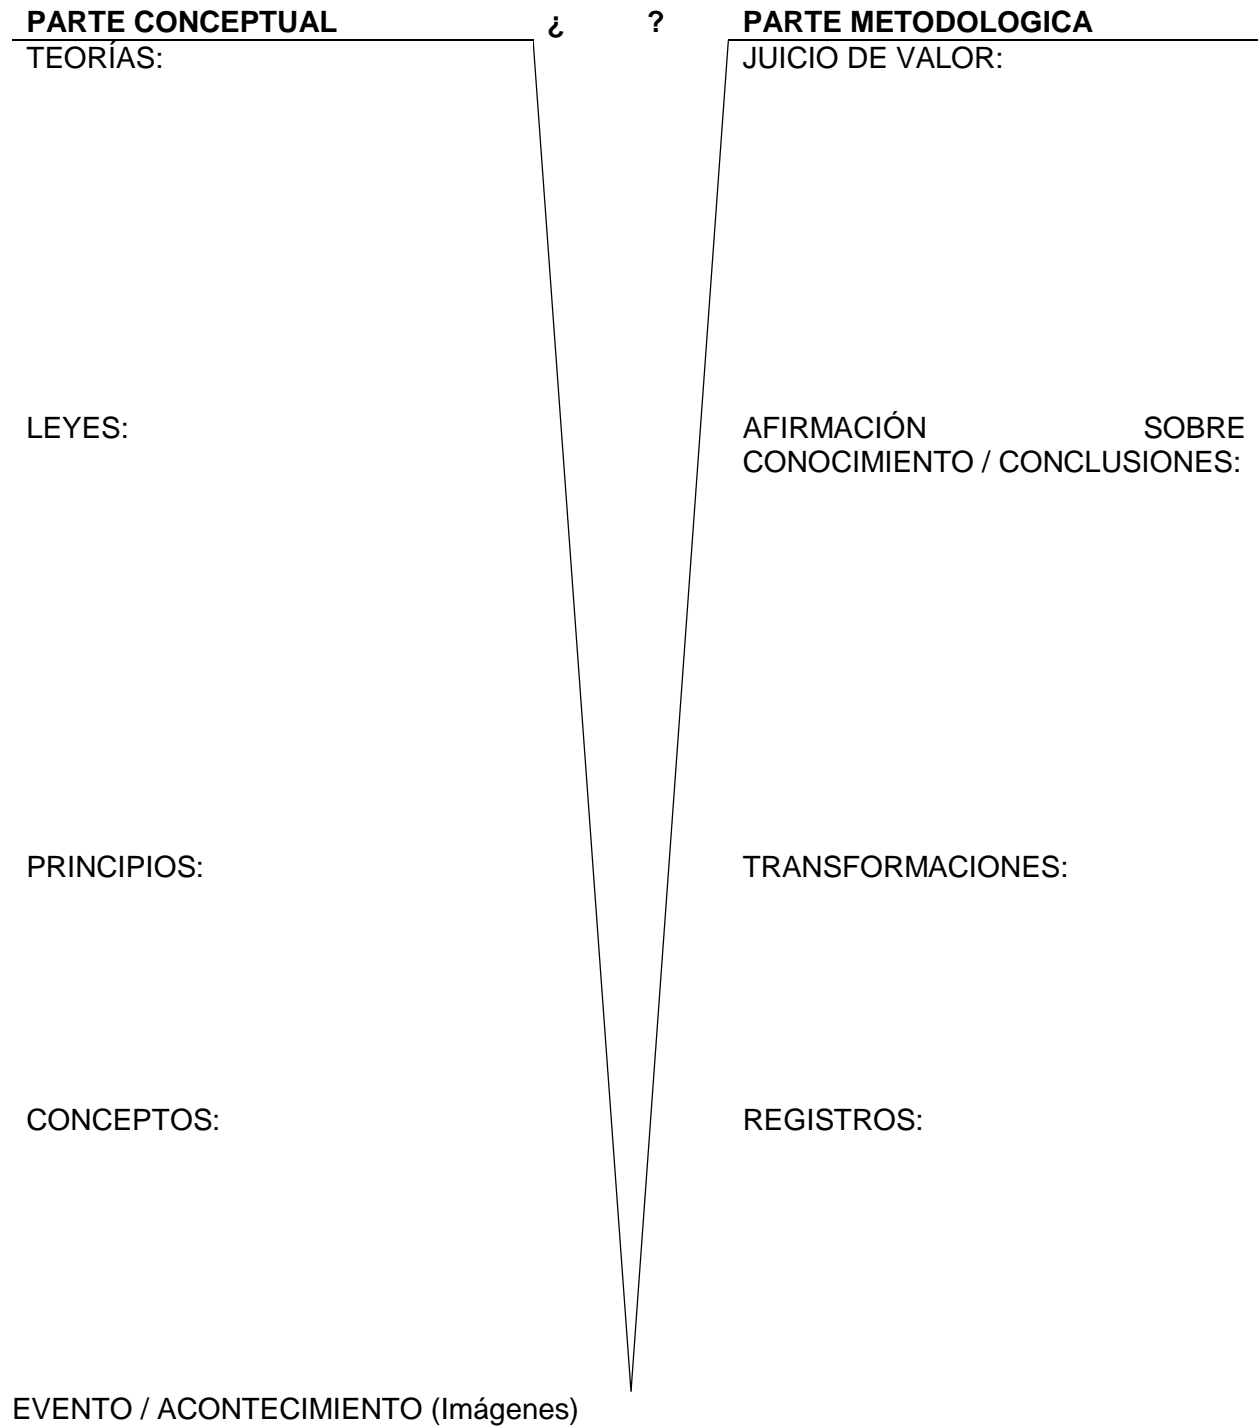 PARTE CONCEPTUAL ¿ ? PARTE METODOLOGICA
TEORÍAS:
JUICIO DE VALOR:
LEYES:
AFIRMACIÓN SOBRE
CONOCIMIENTO / CONCLUSIONES:
PRINCIPIOS:
TRANSFORMACIONES:
CONCEPTOS:
REGISTROS:
EVENTO / ACONTECIMIENTO (Imágenes)